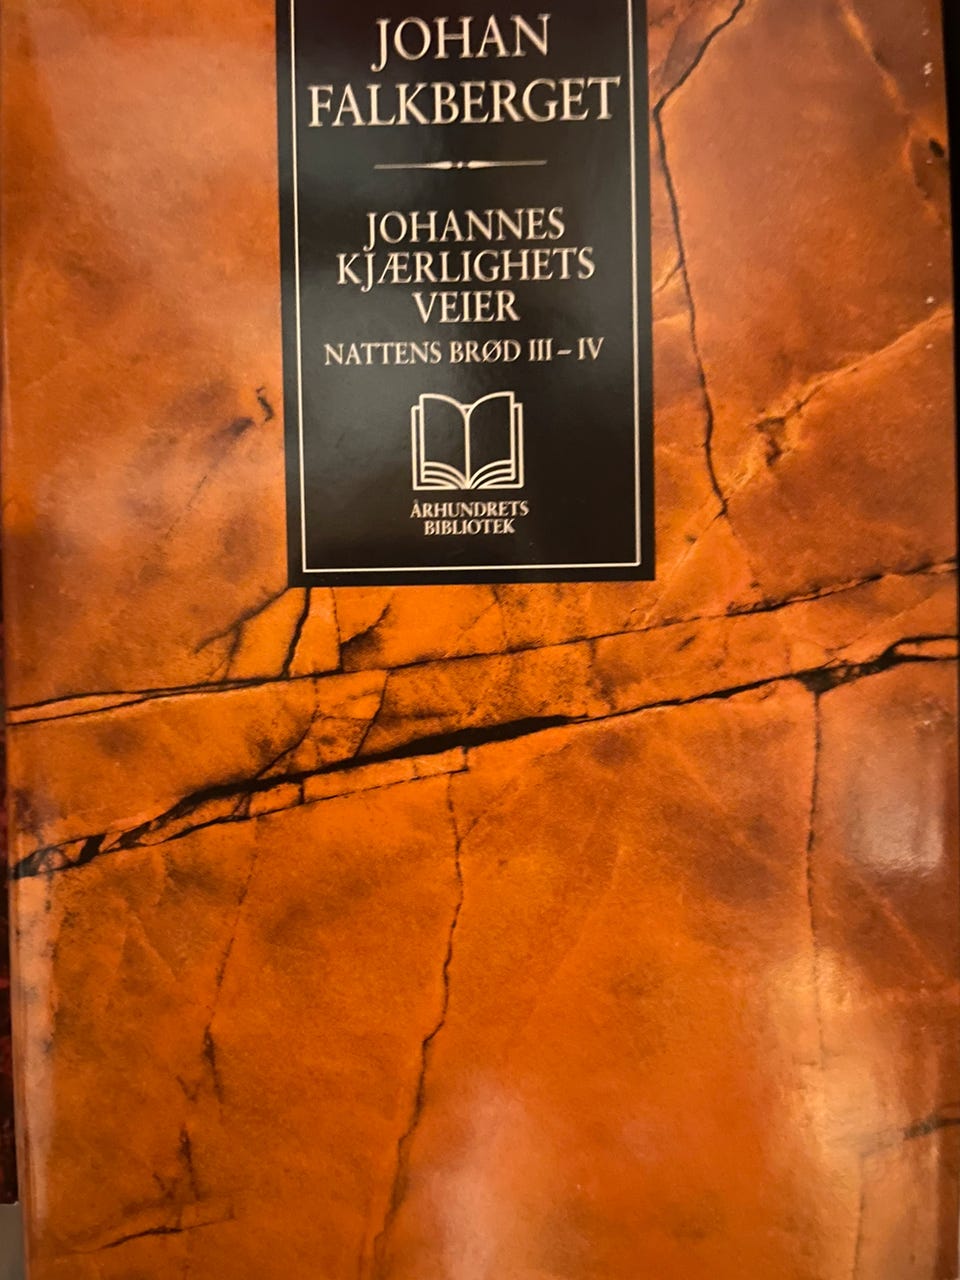 JOHAN
FALKBERGET
JOHANNES
KJÆRLIGHETS
VEIER
NATTENS BRØD III – IV
ÅRHUNDRETS
BIBLIOTEK